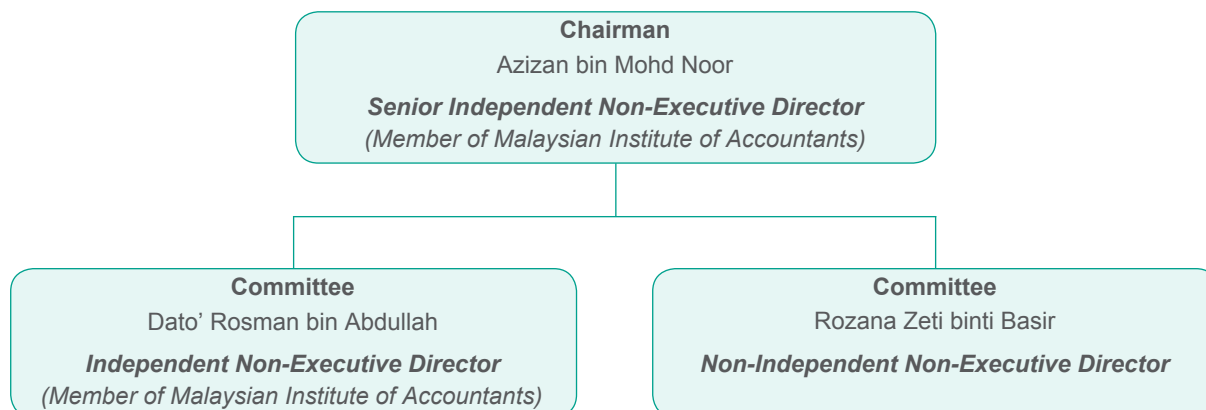 Chairman
Azizan bin Mohd Noor
Senior Independent Non-Executive Director
(Member of Malaysian Institute of Accountants)
Committee
Dato’ Rosman bin Abdullah
Independent Non-Executive Director
(Member of Malaysian Institute of Accountants)
Committee
Rozana Zeti binti Basir
Non-Independent Non-Executive Director